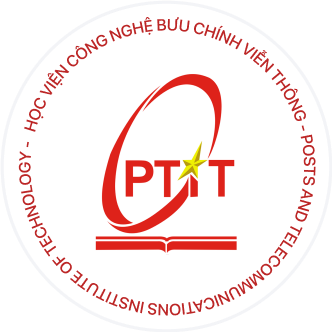 HỌC VIỆN CÔNG NGHỆ BƯU CHÍNH VIỄN THÔNG - POSTS AND TELECOMMUNICATIONS INSTITUTE OF TECHNOLOGY -
PTIT